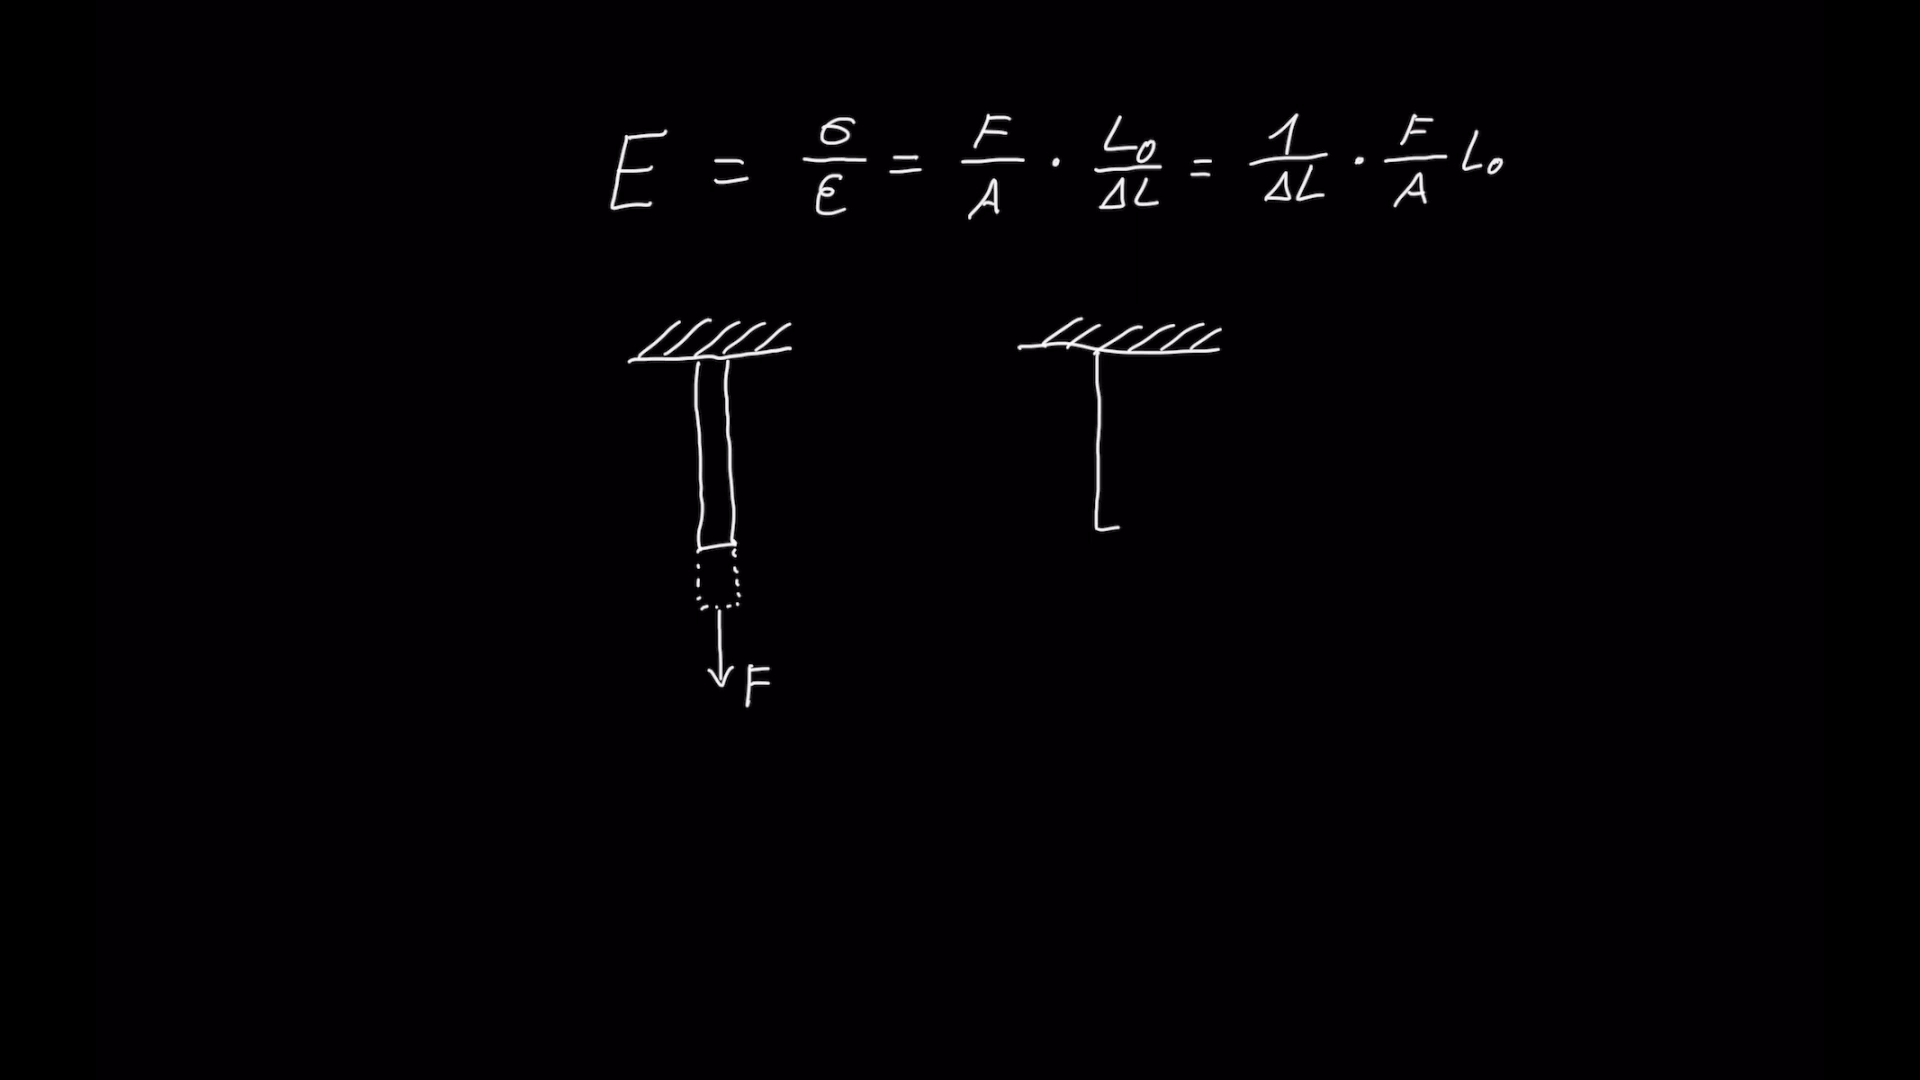 E = σ/ε = F/A · L₀/ΔL = 1/ΔL · F/A L₀
F